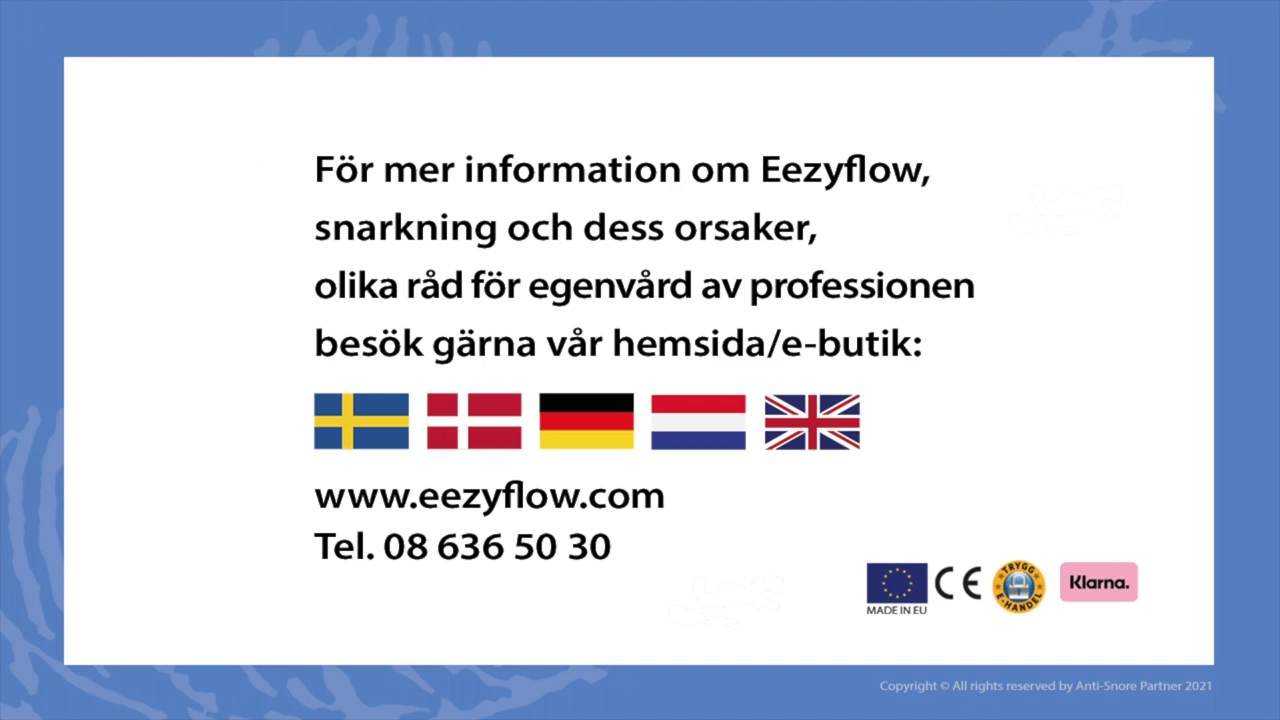 För mer information om Eezyflow,
snarkning och dess orsaker,
olika råd för egenvård av professionen
besök gärna vår hemsida/e-butik:
www.eezyflow.com
Tel. 08 636 50 30
MADE IN EU
CE
TRYGG
E-HANDEL
Klarna.
Copyright © All rights reserved by Anti-Snore Partner 2021